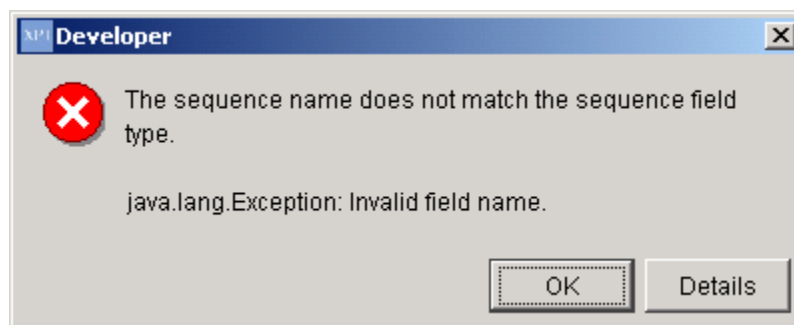 XPI Developer
The sequence name does not match the sequence field
type.
java.lang.Exception: Invalid field name.
OK Details